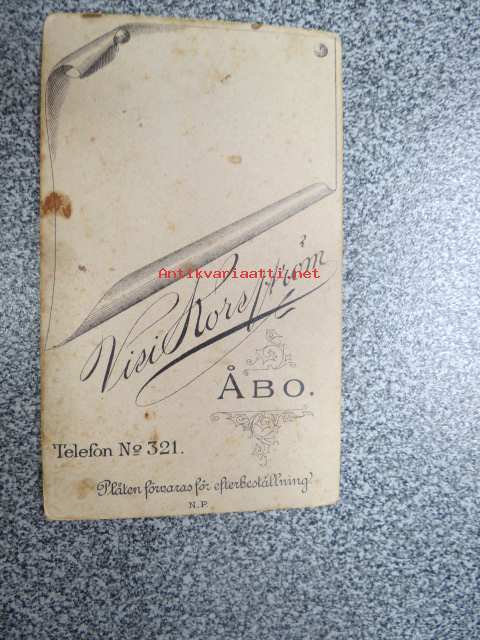 Antikvariaatti.net
Visi Korsström
ÅBO.
Telefon No 321.
Plåten förvaras för efterbeställning.
N.P.